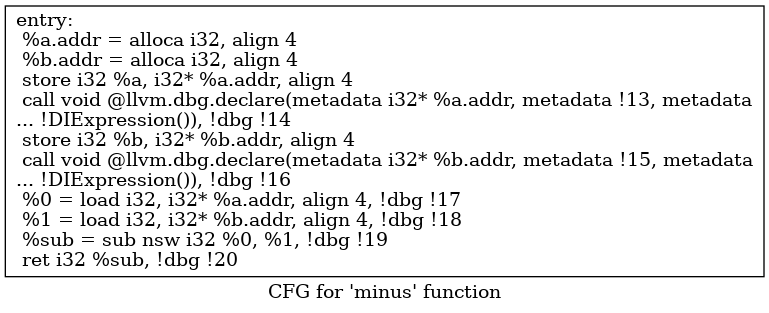 entry:
%a.addr = alloca i32, align 4
%b.addr = alloca i32, align 4
store i32 %a, i32* %a.addr, align 4
call void @llvm.dbg.declare(metadata i32* %a.addr, metadata !13, metadata
... !DIExpression()), !dbg !14
store i32 %b, i32* %b.addr, align 4
call void @llvm.dbg.declare(metadata i32* %b.addr, metadata !15, metadata
... !DIExpression()), !dbg !16
%0 = load i32, i32* %a.addr, align 4, !dbg !17
%1 = load i32, i32* %b.addr, align 4, !dbg !18
%sub = sub nsw i32 %0, %1, !dbg !19
ret i32 %sub, !dbg !20
CFG for 'minus' function